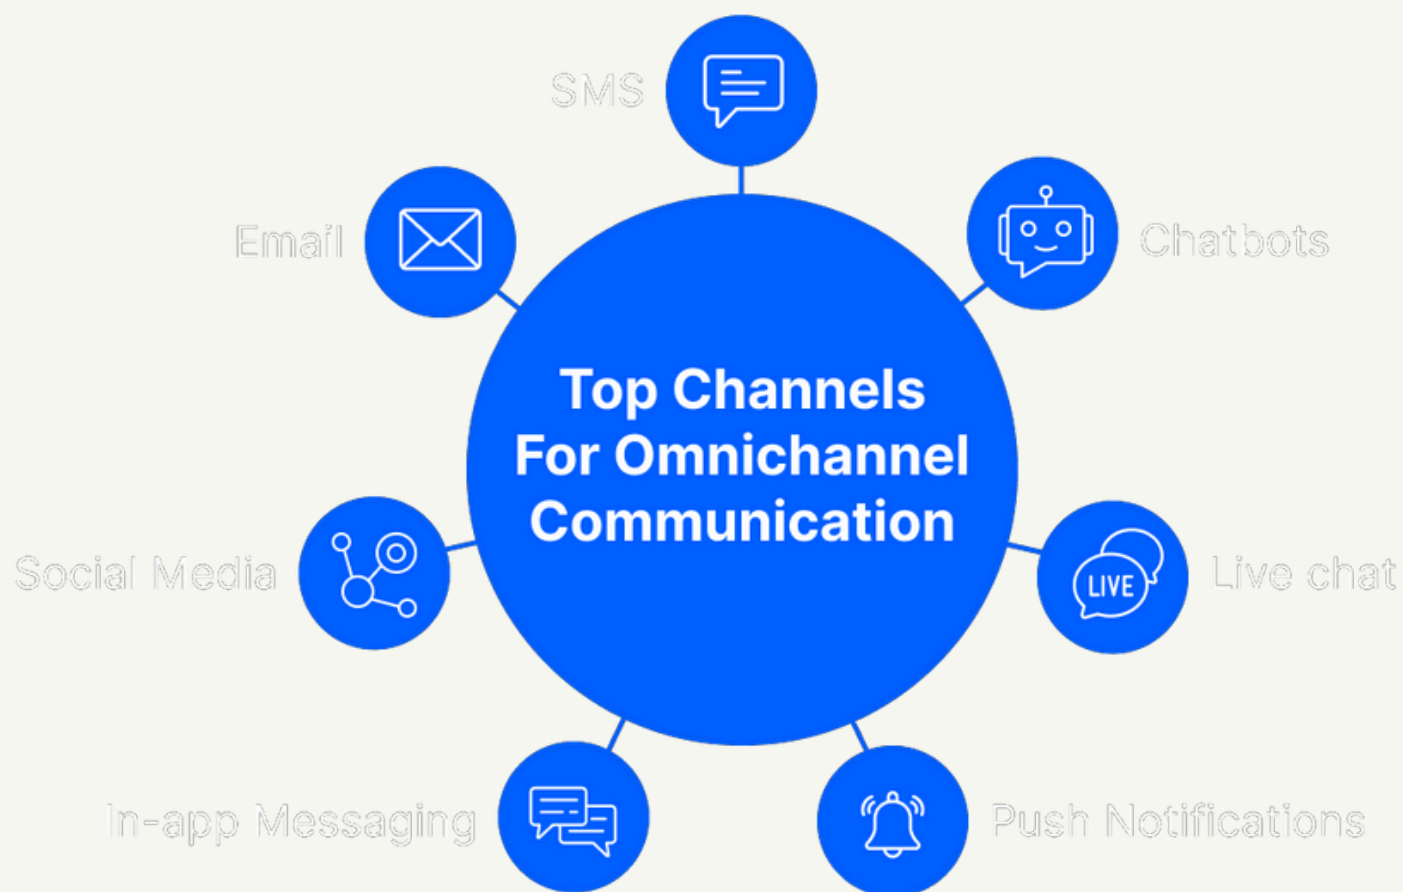 SMS
Email
Chatbots
Top Channels
For Omnichannel
Communication
Social Media
LIVE
Live chat
In-app Messaging
Push Notifications